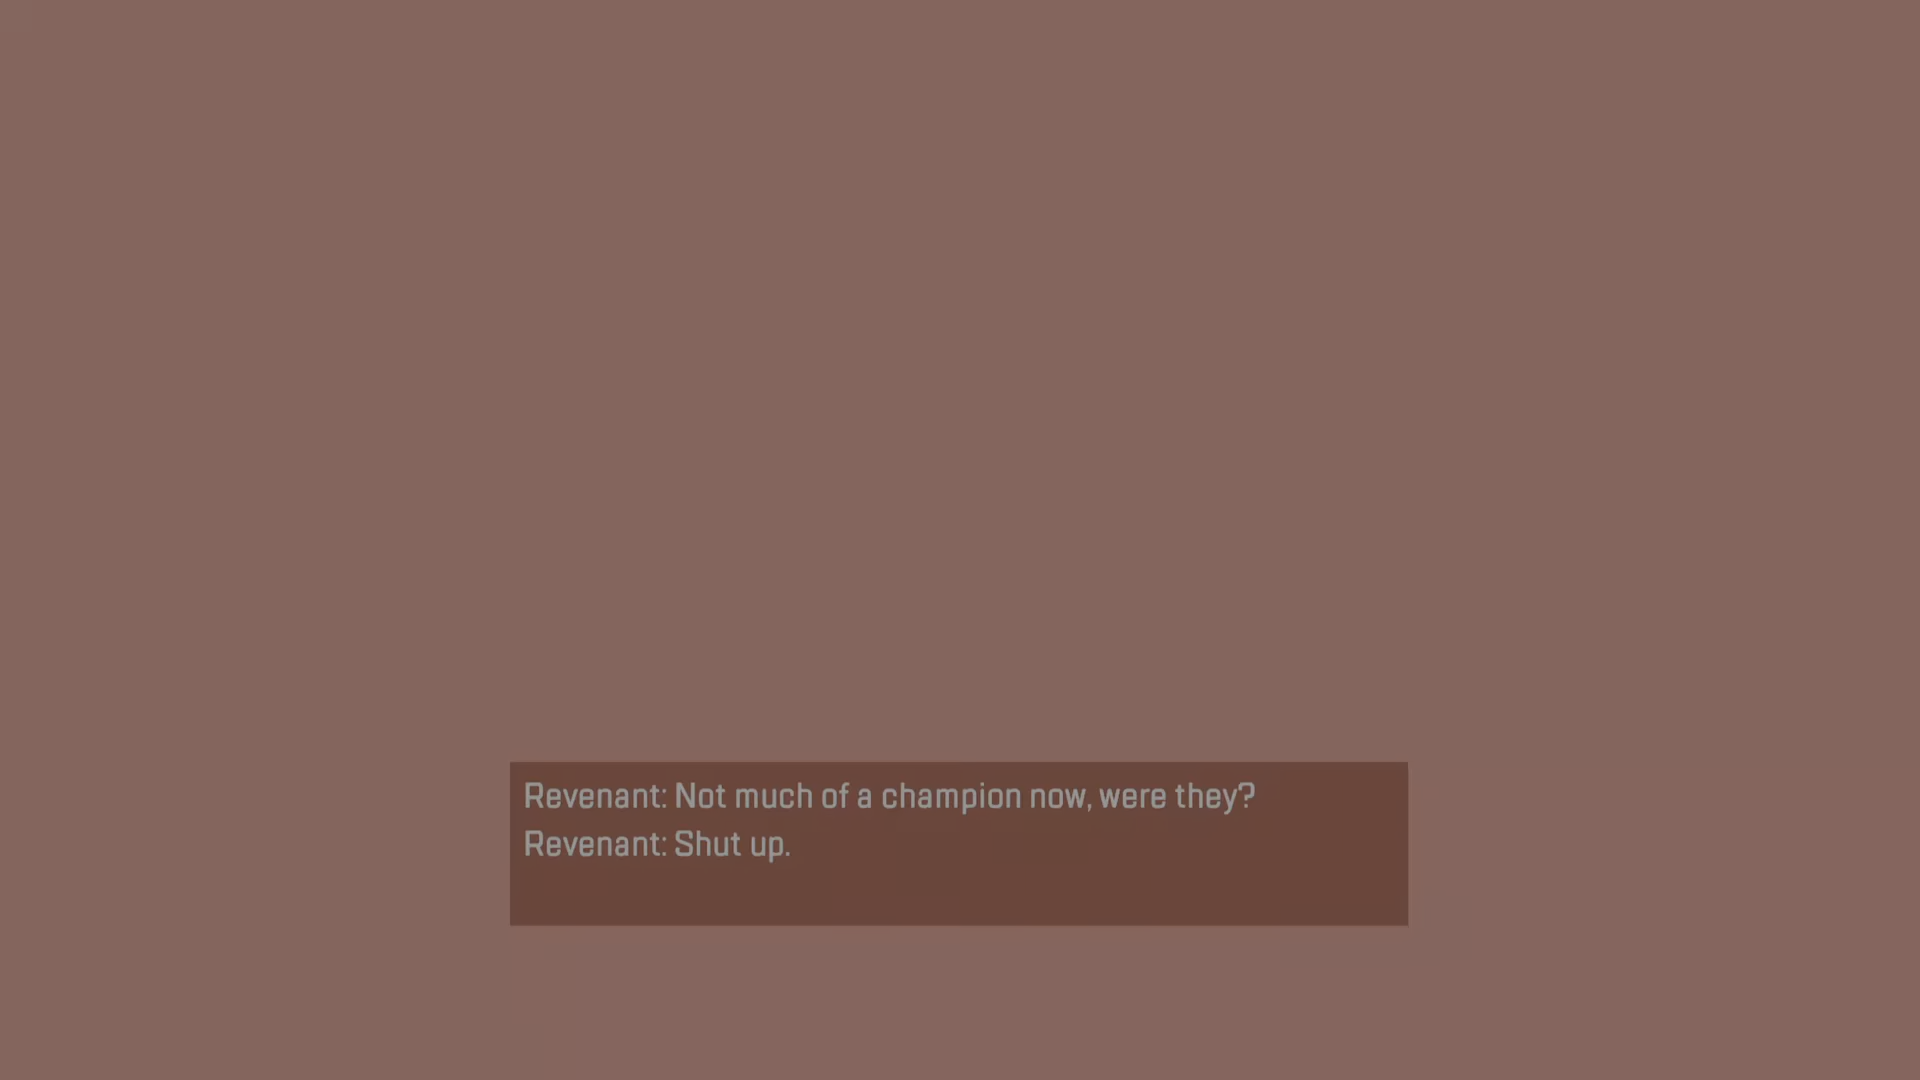 Revenant: Not much of a champion now, were they?
Revenant: Shut up.